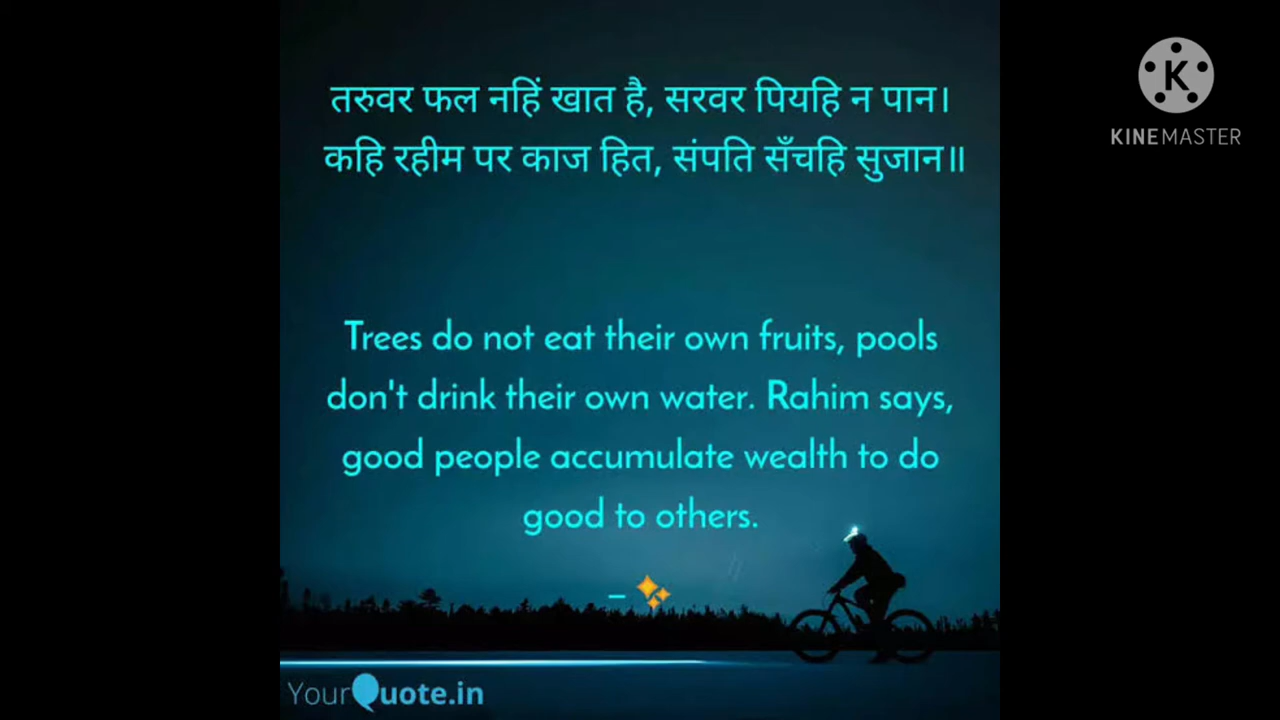 तरुवर फल नहिं खात है, सरवर पियहि न पान।
कहि रहीम पर काज हित, संपति सँचहि सुजान॥
Trees do not eat their own fruits, pools
don't drink their own water. Rahim says,
good people accumulate wealth to do
good to others.
– ✨
YourQuote.in
K
KINEMASTER